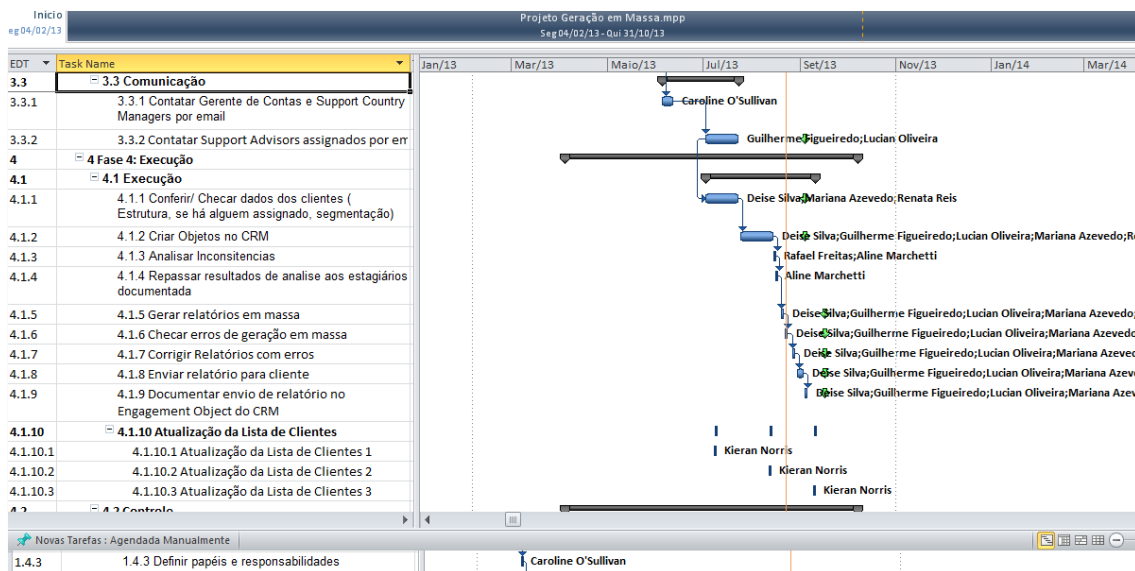 Início
Projeto Geração em Massa.mpp
Seg 04/02/13
Seg 04/02/13 - Qui 31/10/13
EDT Task Name
Jan/13 Mar/13 Maio/13 Jul/13 Set/13 Nov/13 Jan/14 Mar/14
3.3 3.3 Comunicação
3.3.1 3.3.1 Contatar Gerente de Contas e Support Country Caroline O'Sullivan
Managers por email
3.3.2 3.3.2 Contatar Support Advisors assignados por em Guilherme Figueiredo;Lucian Oliveira
4 4 Fase 4: Execução
4.1 4.1 Execução
4.1.1 4.1.1 Conferir/ Checar dados dos clientes ( Deise Silva;Mariana Azevedo;Renata Reis
Estrutura, se há alguem assignado, segmentação)
4.1.2 4.1.2 Criar Objetos no CRM Deise Silva;Guilherme Figueiredo;Lucian Oliveira;Mariana Azevedo;Re
4.1.3 4.1.3 Analisar Inconsitencias Rafael Freitas;Aline Marchetti
4.1.4 4.1.4 Repassar resultados de analise aos estagiários Aline Marchetti
documentada
4.1.5 4.1.5 Gerar relatórios em massa Deise Silva;Guilherme Figueiredo;Lucian Oliveira;Mariana Azevedo;
4.1.6 4.1.6 Checar erros de geração em massa Deise Silva;Guilherme Figueiredo;Lucian Oliveira;Mariana Azevedo
4.1.7 4.1.7 Corrigir Relatórios com erros Deise Silva;Guilherme Figueiredo;Lucian Oliveira;Mariana Azeved
4.1.8 4.1.8 Enviar relatório para cliente Deise Silva;Guilherme Figueiredo;Lucian Oliveira;Mariana Azev
4.1.9 4.1.9 Documentar envio de relatório no Deise Silva;Guilherme Figueiredo;Lucian Oliveira;Mariana Azev
Engagement Object do CRM
4.1.10 4.1.10 Atualização da Lista de Clientes
4.1.10.1 4.1.10.1 Atualização da Lista de Clientes 1 Kieran Norris
4.1.10.2 4.1.10.2 Atualização da Lista de Clientes 2 Kieran Norris
4.1.10.3 4.1.10.3 Atualização da Lista de Clientes 3 Kieran Norris
4.2 4.2 Controle
Novas Tarefas : Agendada Manualmente
1.4.3 1.4.3 Definir papéis e responsabilidades Caroline O'Sullivan